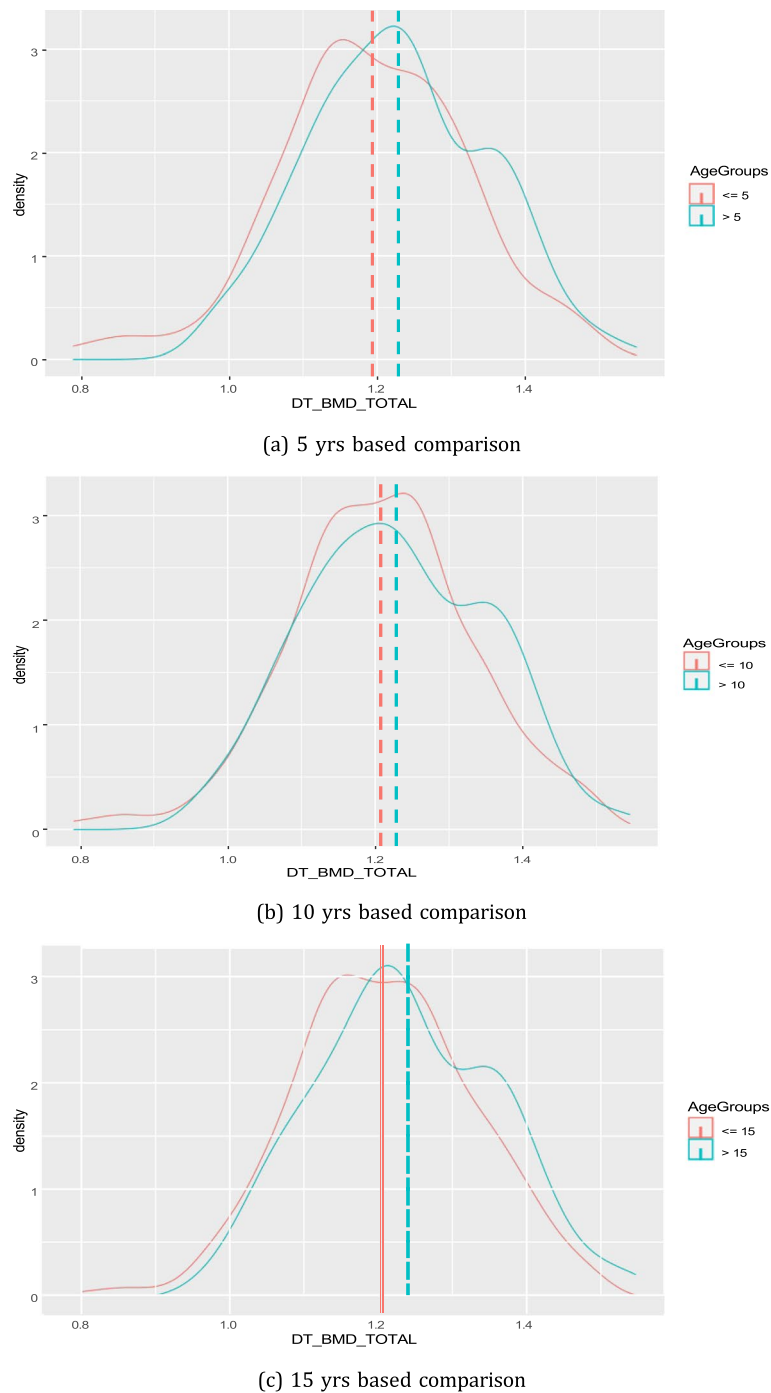 3
2
1
0
density
0.8 1.0 1.2 1.4
DT_BMD_TOTAL
AgeGroups
<= 5
> 5
(a) 5 yrs based comparison
3
2
1
0
density
0.8 1.0 1.2 1.4
DT_BMD_TOTAL
AgeGroups
<= 10
> 10
(b) 10 yrs based comparison
3
2
1
0
density
0.8 1.0 1.2 1.4
DT_BMD_TOTAL
AgeGroups
<= 15
> 15
(c) 15 yrs based comparison